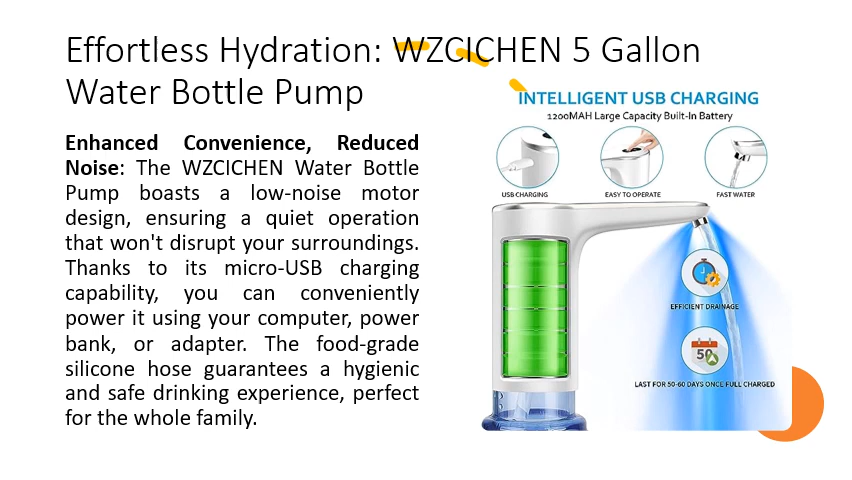 Effortless Hydration: WZCICHEN 5 Gallon
Water Bottle Pump
Enhanced Convenience, Reduced
Noise: The WZCICHEN Water Bottle
Pump boasts a low-noise motor
design, ensuring a quiet operation
that won't disrupt your surroundings.
Thanks to its micro-USB charging
capability, you can conveniently
power it using your computer, power
bank, or adapter. The food-grade
silicone hose guarantees a hygienic
and safe drinking experience, perfect
for the whole family.
INTELLIGENT USB CHARGING
1200MAH Large Capacity Built-In Battery
USB CHARGING
EASY TO OPERATE
FAST WATER
EFFICIENT DRAINAGE
50
LAST FOR 50-60 DAYS ONCE FULL CHARGED